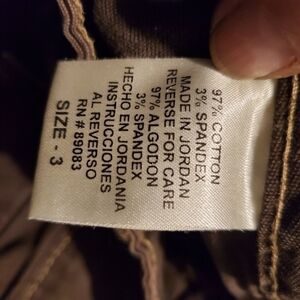 97% COTTON
3% SPANDEX
MADE IN JORDAN
REVERSE FOR CARE
97% ALGODON
3% SPANDEX
HECHO EN JORDANIA
INSTRUCCIONES
AL REVERSO
RN # 89083
SIZE - 3